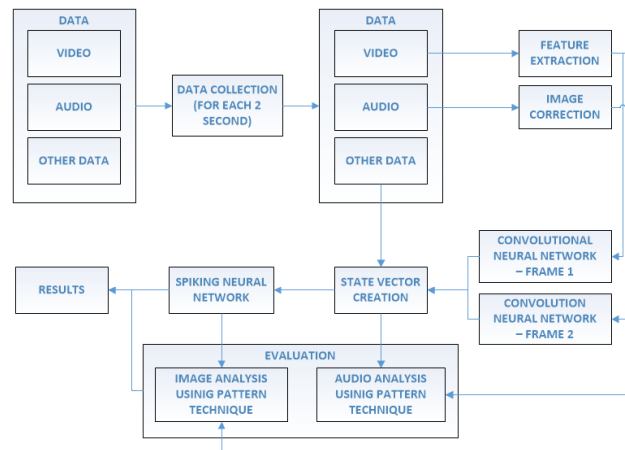 DATA
VIDEO
AUDIO
OTHER DATA
DATA COLLECTION
(FOR EACH 2
SECOND)
DATA
VIDEO
AUDIO
OTHER DATA
FEATURE
EXTRACTION
IMAGE
CORRECTION
CONVOLUTIONAL
NEURAL NETWORK
– FRAME 1
CONVOLUTION
NEURAL NETWORK
– FRAME 2
STATE VECTOR
CREATION
SPIKING NEURAL
NETWORK
RESULTS
EVALUATION
IMAGE ANALYSIS
USINIG PATTERN
TECHNIQUE
AUDIO ANALYSIS
USINIG PATTERN
TECHNIQUE